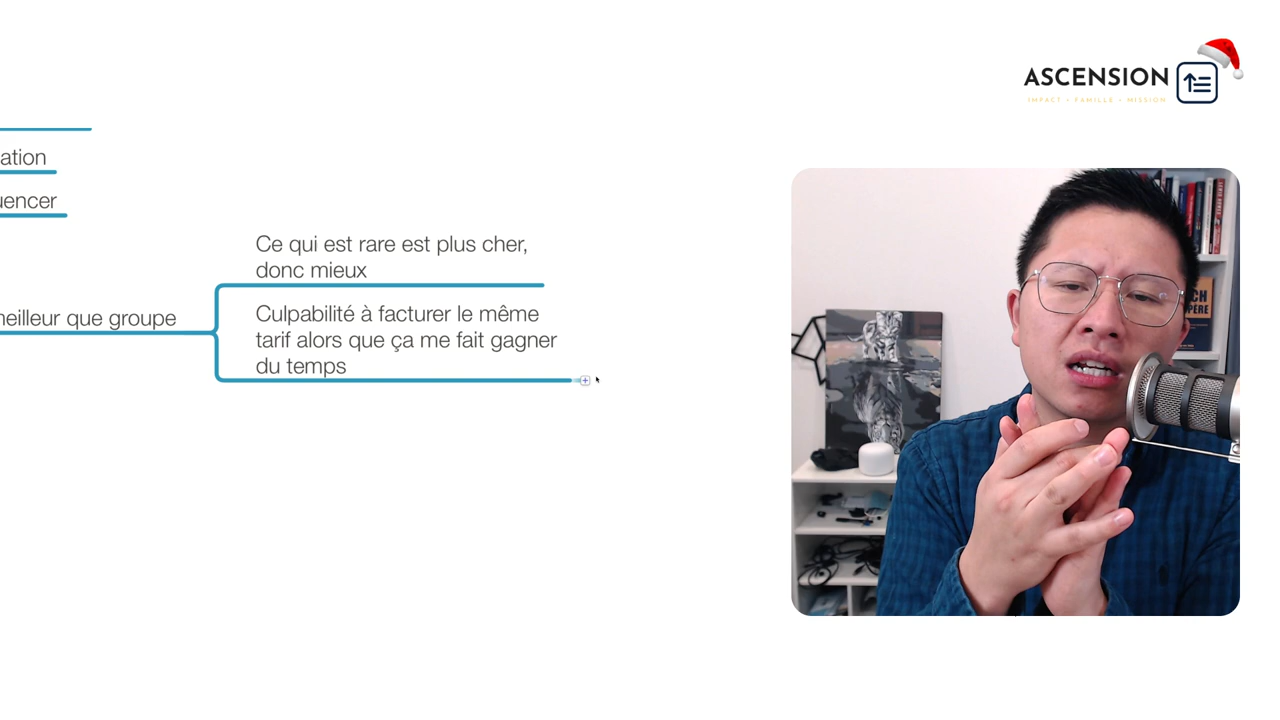 ASCENSION
IMPACT • FAMILLE • MISSION
ation
uencer
Ce qui est rare est plus cher,
donc mieux
neilleur que groupe
Culpabilité à facturer le même
tarif alors que ça me fait gagner
du temps